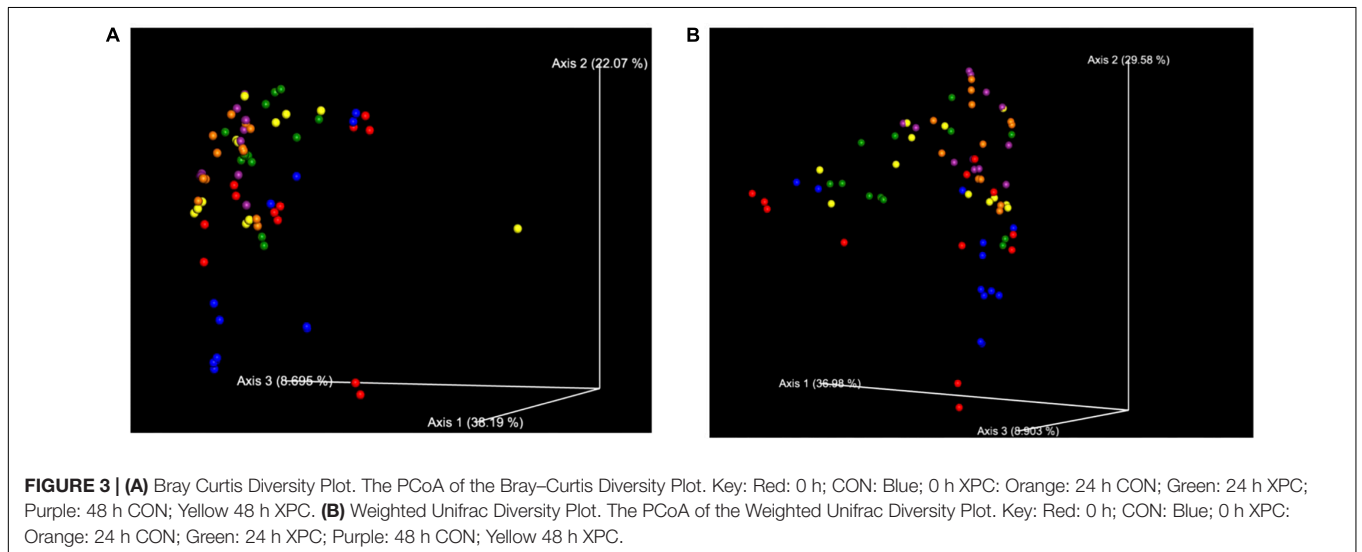 A
B
Axis 2 (22.07 %)
Axis 3 (8.695 %)
Axis 1 (38.19 %)
Axis 2 (29.58 %)
Axis 1 (36.98 %)
Axis 3 (8.903 %)
FIGURE 3 | (A) Bray Curtis Diversity Plot. The PCoA of the Bray–Curtis Diversity Plot. Key: Red: 0 h; CON: Blue; 0 h XPC: Orange: 24 h CON; Green: 24 h XPC;
Purple: 48 h CON; Yellow 48 h XPC. (B) Weighted Unifrac Diversity Plot. The PCoA of the Weighted Unifrac Diversity Plot. Key: Red: 0 h; CON: Blue; 0 h XPC:
Orange: 24 h CON; Green: 24 h XPC; Purple: 48 h CON; Yellow 48 h XPC.